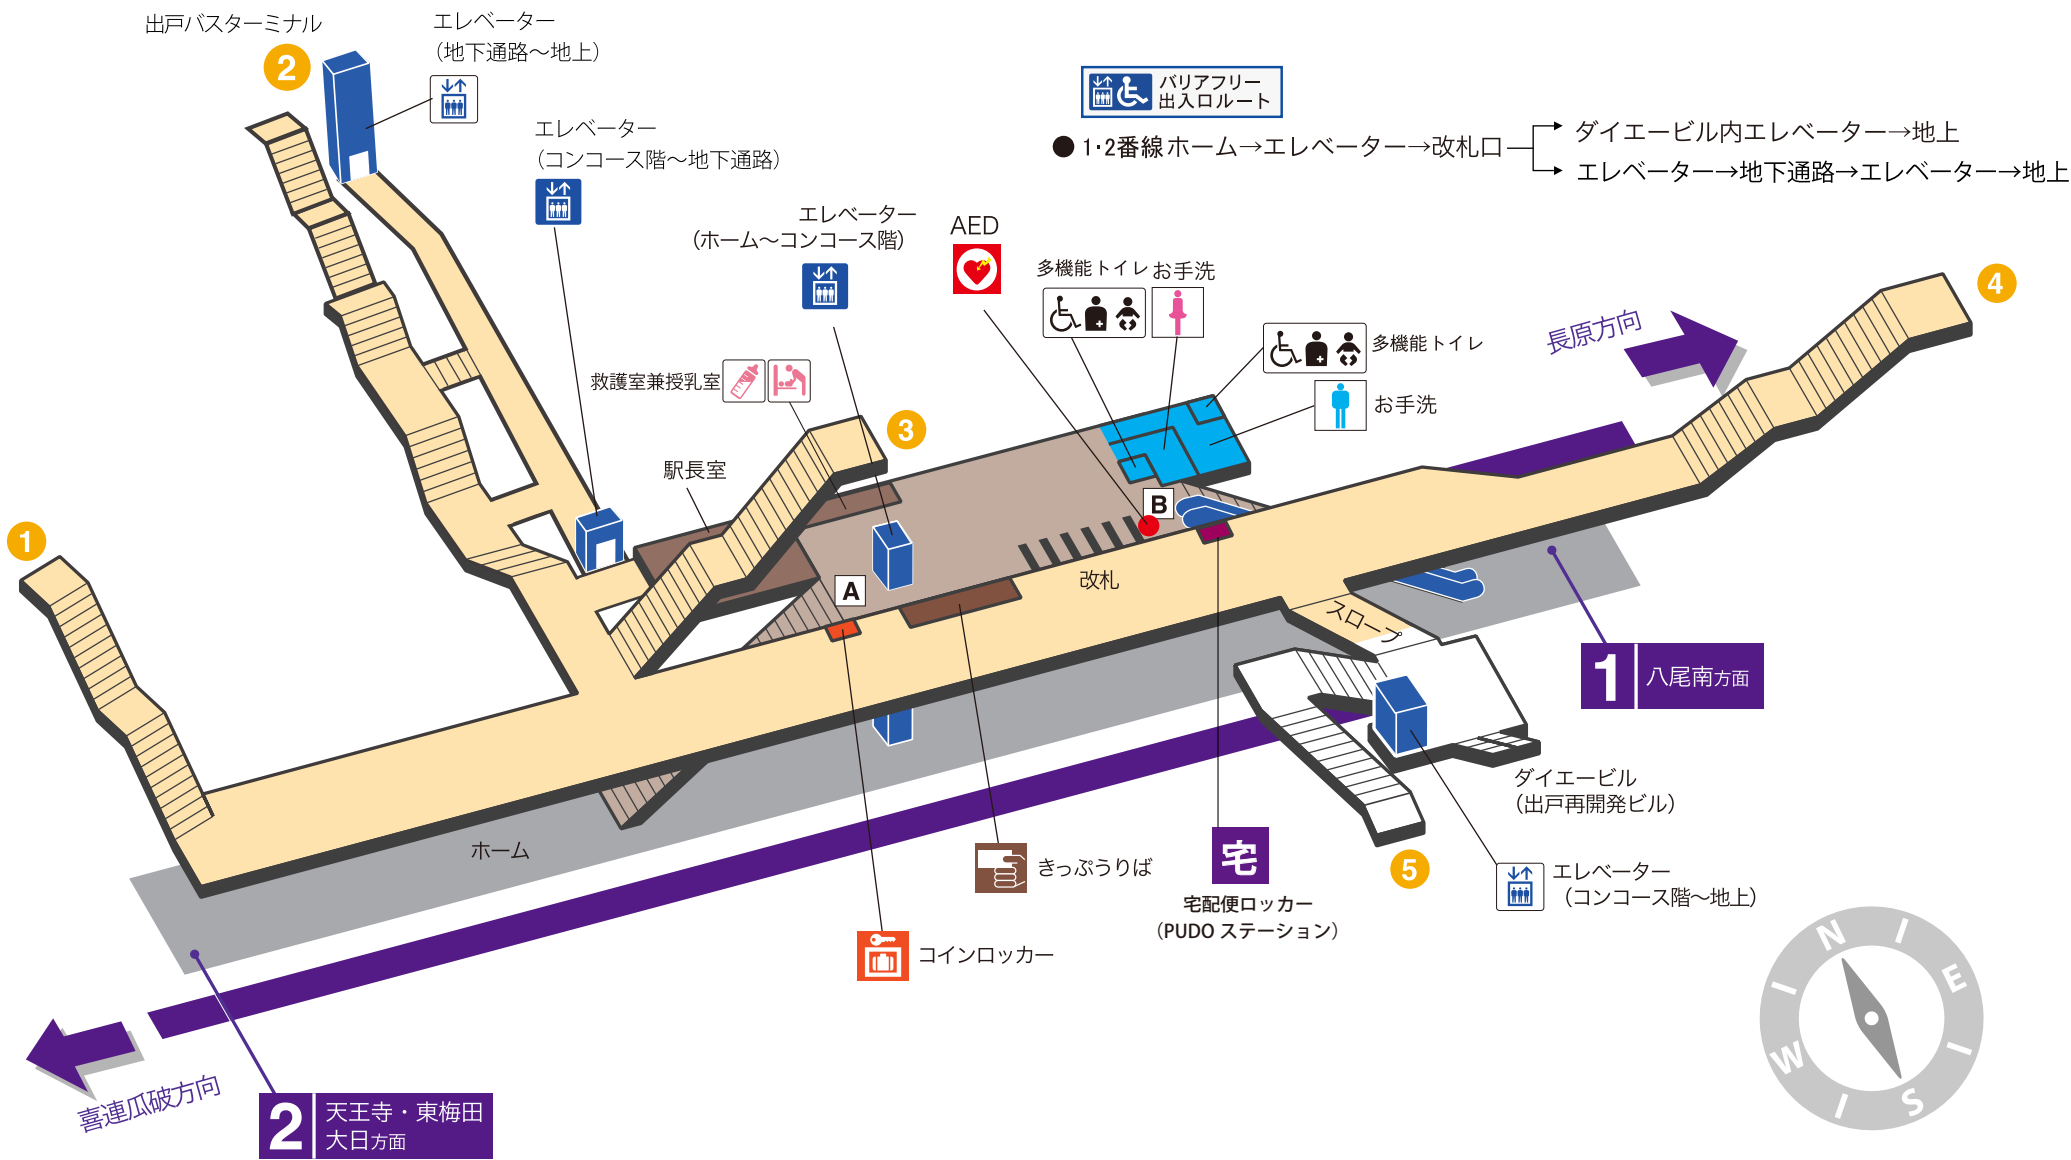 出戸バスターミナル
2
エレベーター
（地下通路～地上）
エレベーター
（コンコース階～地下通路）
エレベーター
（ホーム～コンコース階）
AED
多機能トイレ
お手洗
多機能トイレ
お手洗
バリアフリー
出入口ルート
●1・2番線ホーム→エレベーター→改札口
ダイエービル内エレベーター→地上
エレベーター→地下通路→エレベーター→地上
4
長原方向
救護室兼授乳室
3
駅長室
1
A
B
改札
スロープ
1 八尾南方面
ダイエービル
（出戸再開発ビル）
5
エレベーター
（コンコース階～地上）
ホーム
きっぷうりば
宅
宅配便ロッカー
（PUDO ステーション）
コインロッカー
喜連瓜破方向
2 天王寺・東梅田
大日方面
N
E
S
W